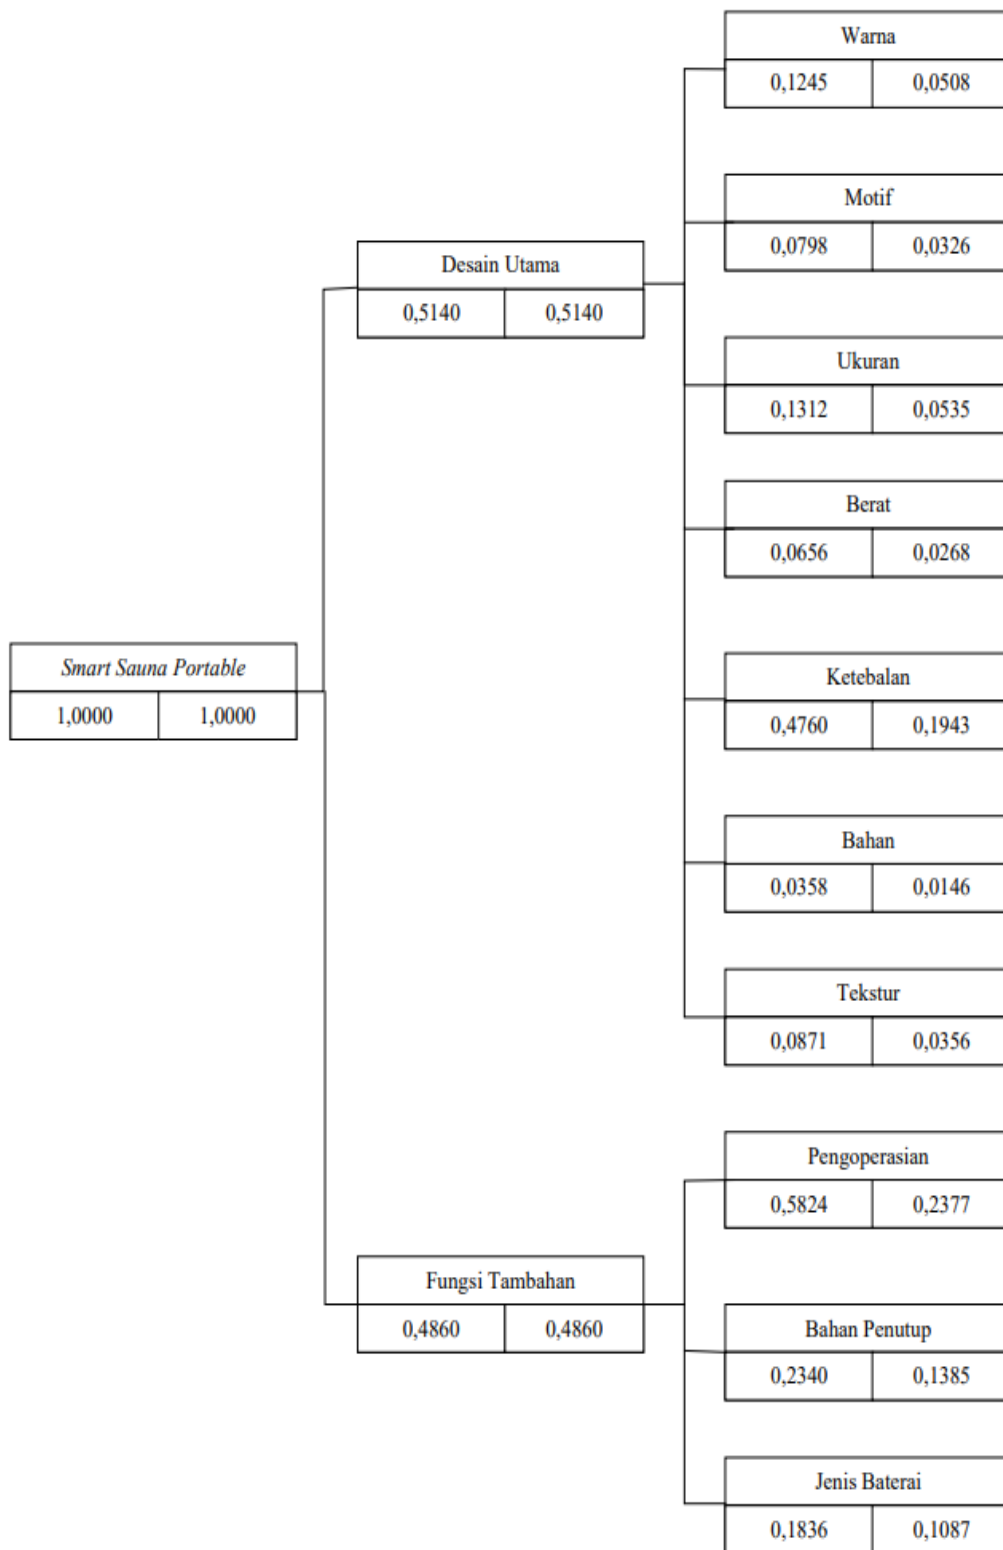 Warna
0,1245 0,0508
Motif
0,0798 0,0326
Desain Utama
0,5140 0,5140
Ukuran
0,1312 0,0535
Berat
0,0656 0,0268
Smart Sauna Portable
1,0000 1,0000
Ketebalan
0,4760 0,1943
Bahan
0,0358 0,0146
Tekstur
0,0871 0,0356
Pengoperasian
0,5824 0,2377
Fungsi Tambahan
0,4860 0,4860
Bahan Penutup
0,2340 0,1385
Jenis Baterai
0,1836 0,1087